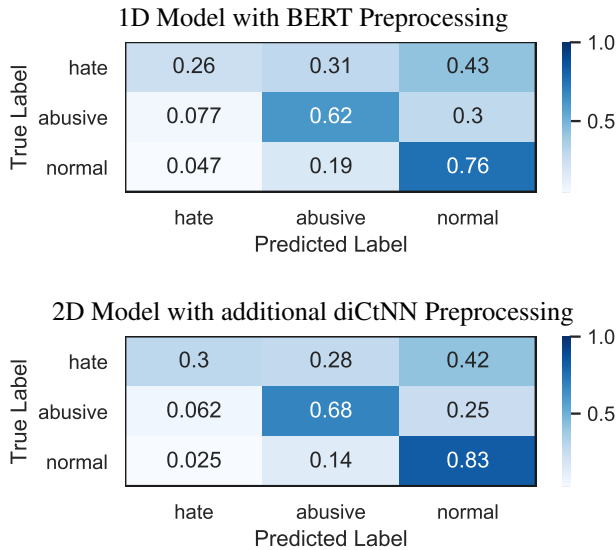 1D Model with BERT Preprocessing
True Label
hate 0.26 0.31 0.43
abusive 0.077 0.62 0.3
normal 0.047 0.19 0.76
hate abusive normal
Predicted Label
1.0
0.5
2D Model with additional diCtNN Preprocessing
True Label
hate 0.3 0.28 0.42
abusive 0.062 0.68 0.25
normal 0.025 0.14 0.83
hate abusive normal
Predicted Label
1.0
0.5